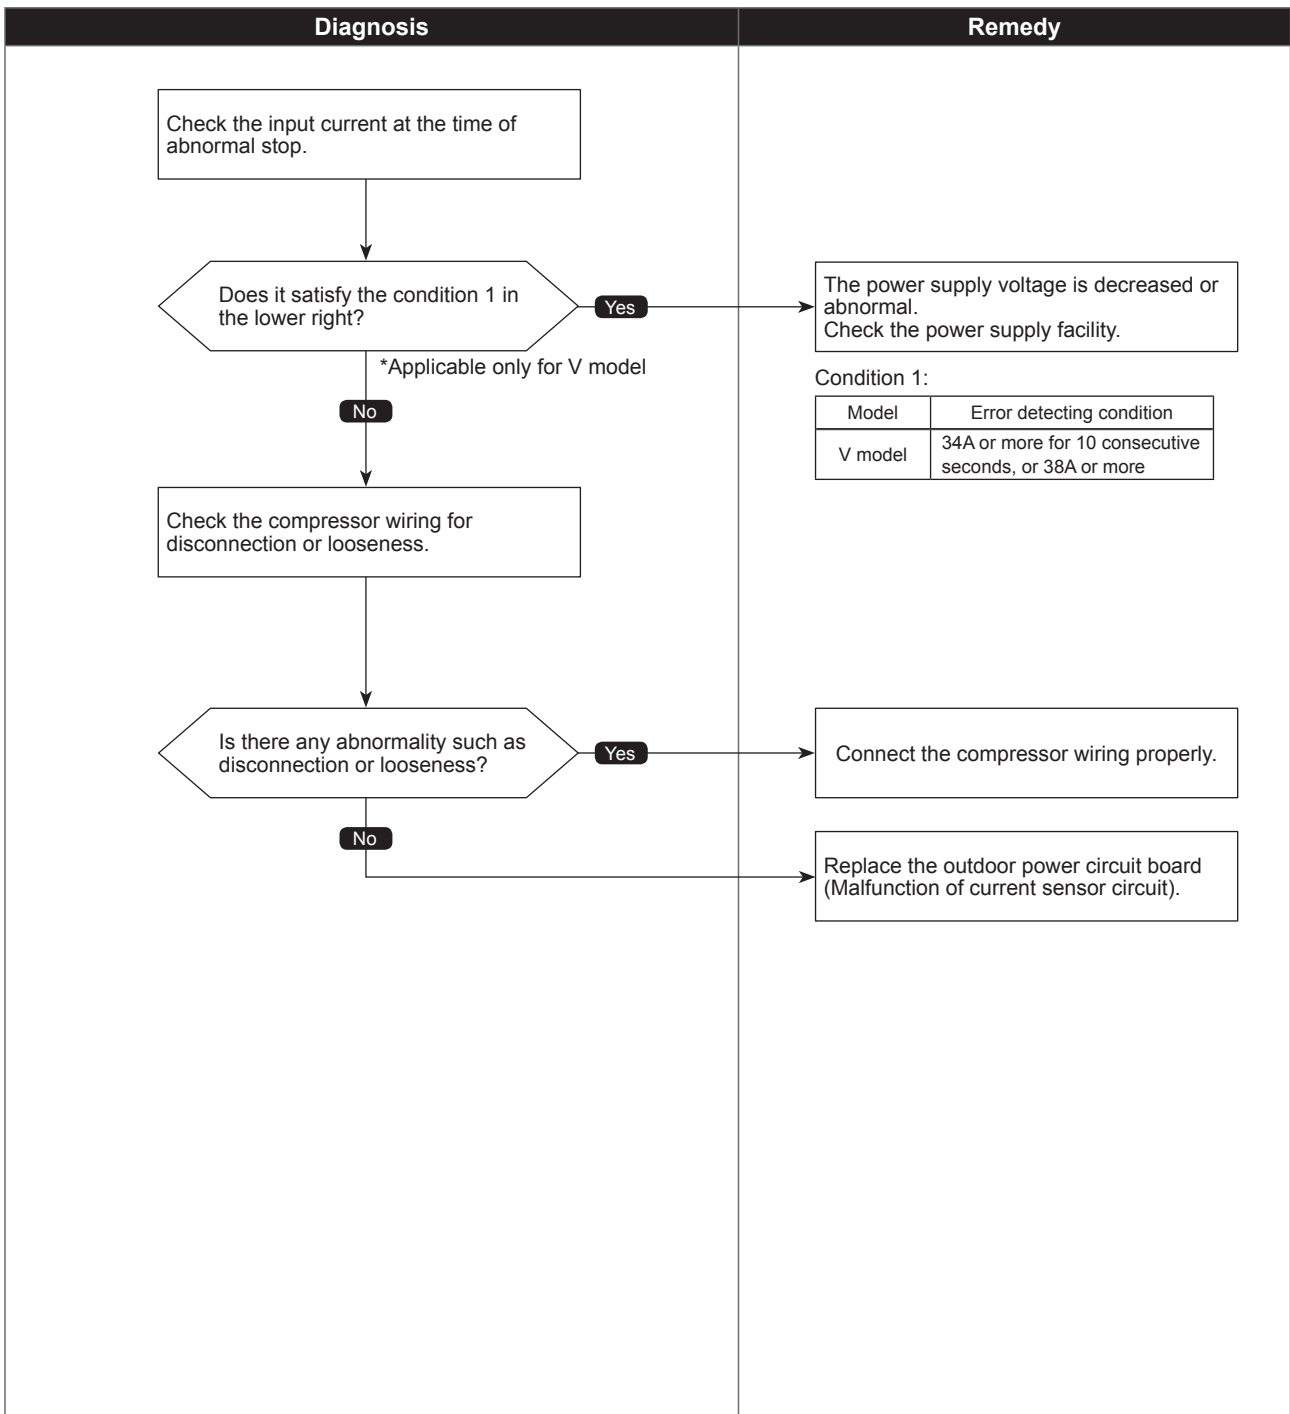 Diagnosis
Remedy
Check the input current at the time of
abnormal stop.
Does it satisfy the condition 1 in
the lower right?
Yes
The power supply voltage is decreased or
abnormal.
Check the power supply facility.
*Applicable only for V model
No
Condition 1:
Model
Error detecting condition
V model
34A or more for 10 consecutive
seconds, or 38A or more
Check the compressor wiring for
disconnection or looseness.
Is there any abnormality such as
disconnection or looseness?
Yes
Connect the compressor wiring properly.
No
Replace the outdoor power circuit board
(Malfunction of current sensor circuit).